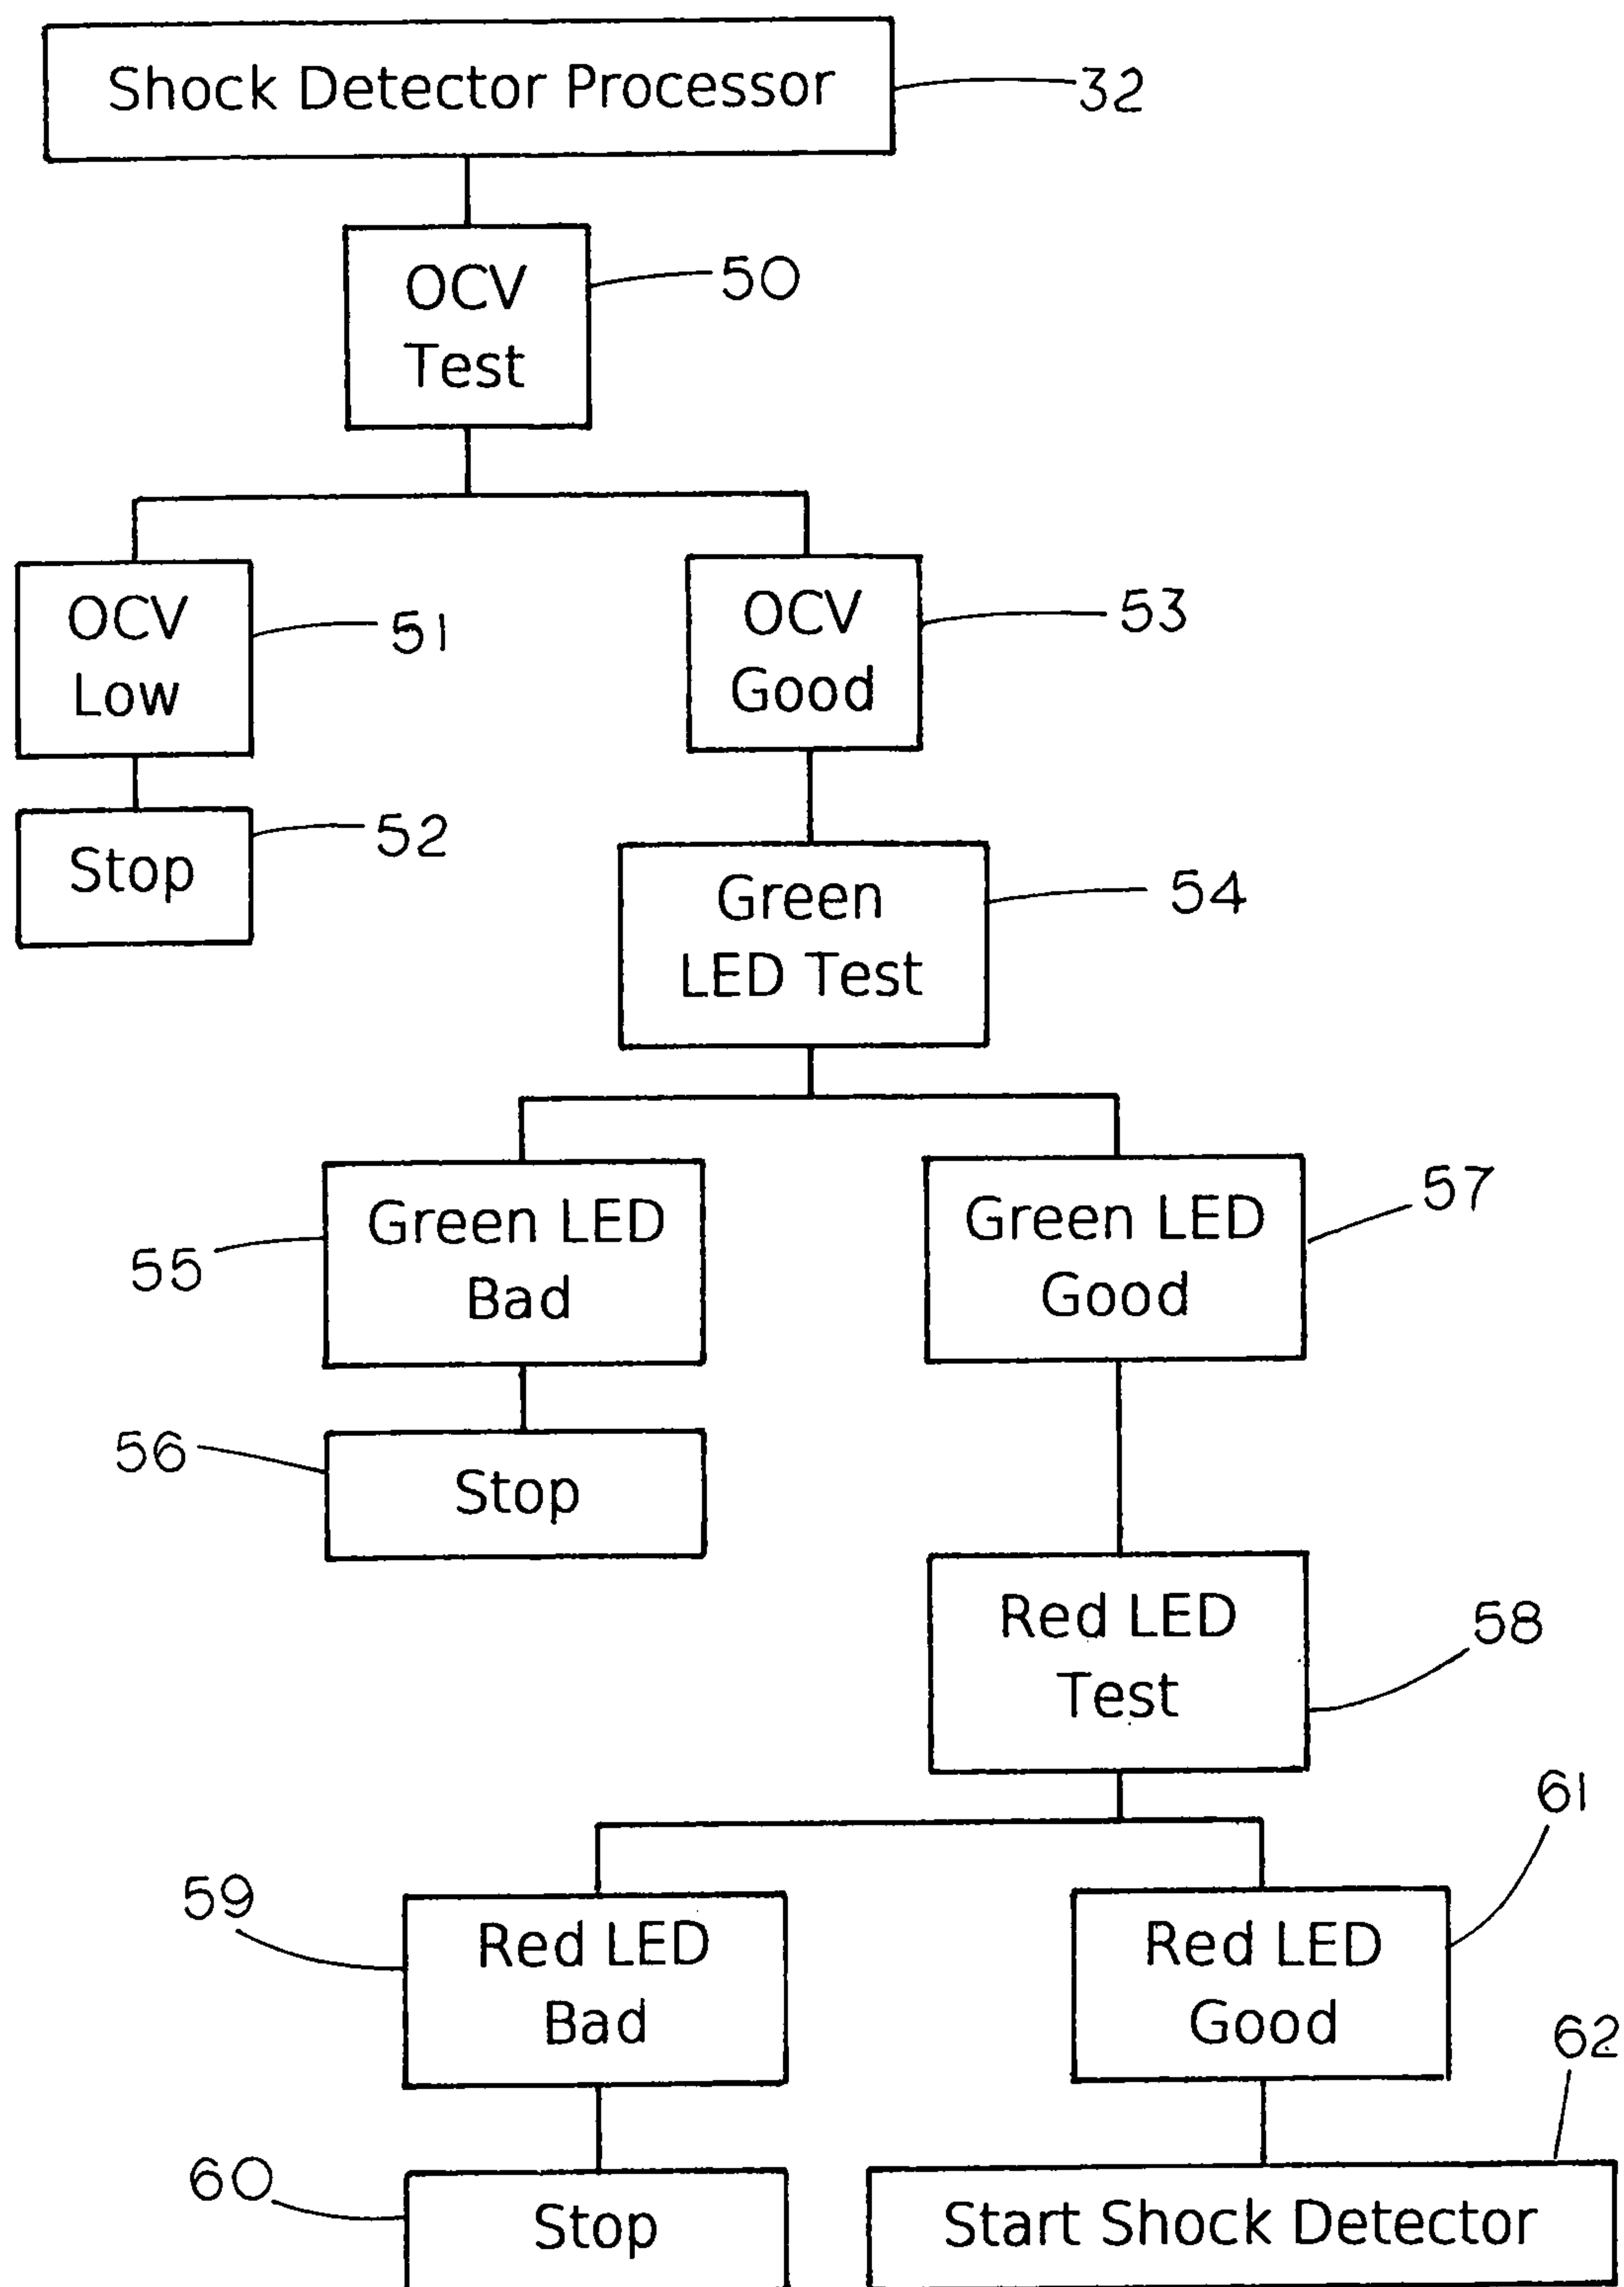 Shock Detector Processor
32
OCV
Test
50
OCV
Low
51
OCV
Good
53
Stop
52
Green
LED Test
54
Green LED
Bad
55
Green LED
Good
57
56
Stop
Red LED
Test
58
59
Red LED
Bad
Red LED
Good
61
60
Stop
Start Shock Detector
62